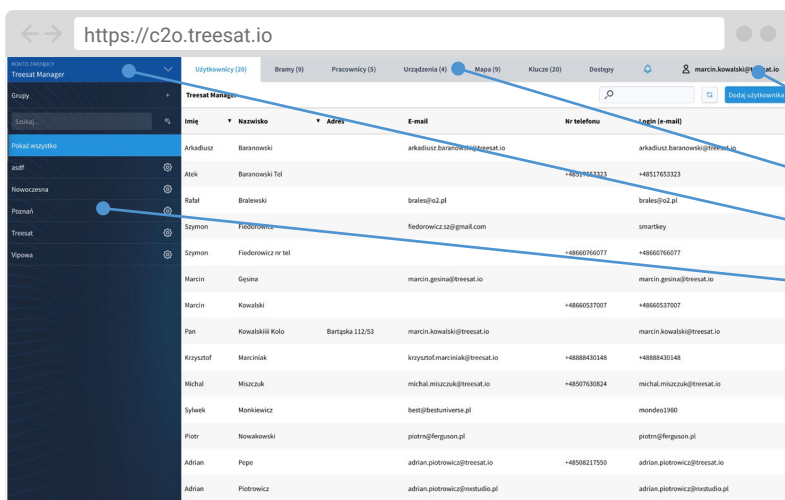 https://c2o.treesat.io
KONTO ZARZĄDCY
Treesat Manager
Użytkownicy (20) Bramy (9) Pracownicy (5) Urządzenia (4) Mapa (9) Klucze (20) Dostępy marcin.kowalski@treesat.io
Grupy +
Treesat Manager
Dodaj użytkownika
Szukaj...
Imię Nazwisko Adres E-mail Nr telefonu Login (e-mail)
Pokaż wszystko
asdf
Nowoczesna
Poznań
Treesat
Vipowa
Arkadiusz Baranowski arkadiusz.baranowski@treesat.io arkadiusz.baranowski@treesat.io
Atek Baranowski Tel +48517653323 +48517653323
Rafał Bralewski brales@o2.pl brales@o2.pl
Szymon Fiedorowicz fiedorowicz.sz@gmail.com smartkey
Szymon Fiedorowicz nr tel +48660766077 +48660766077
Marcin Gęsina marcin.gesina@treesat.io marcin.gesina@treesat.io
Marcin Kowalski +48660537007 +48660537007
Pan Kowalskiiii Kolo Bartąska 112/53 marcin.kowalski@treesat.io marcin.kowalski@treesat.io
Krzysztof Marciniak krzysztof.marciniak@treesat.io +48888430148 +48888430148
Michal Miszczuk michal.miszczuk@treesat.io +48507630824 michal.miszczuk@treesat.io
Sylwek Monkiewicz best@bestuniverse.pl mondeo1980
Piotr Nowakowski piotrn@ferguson.pl piotrn@ferguson.pl
Adrian Pepe adrian.piotrowicz@treesat.io +48508217550 adrian.piotrowicz@treesat.io
Adrian Piotrowicz adrian.piotrowicz@nxstudio.pl adrian.piotrowicz@nxstudio.pl